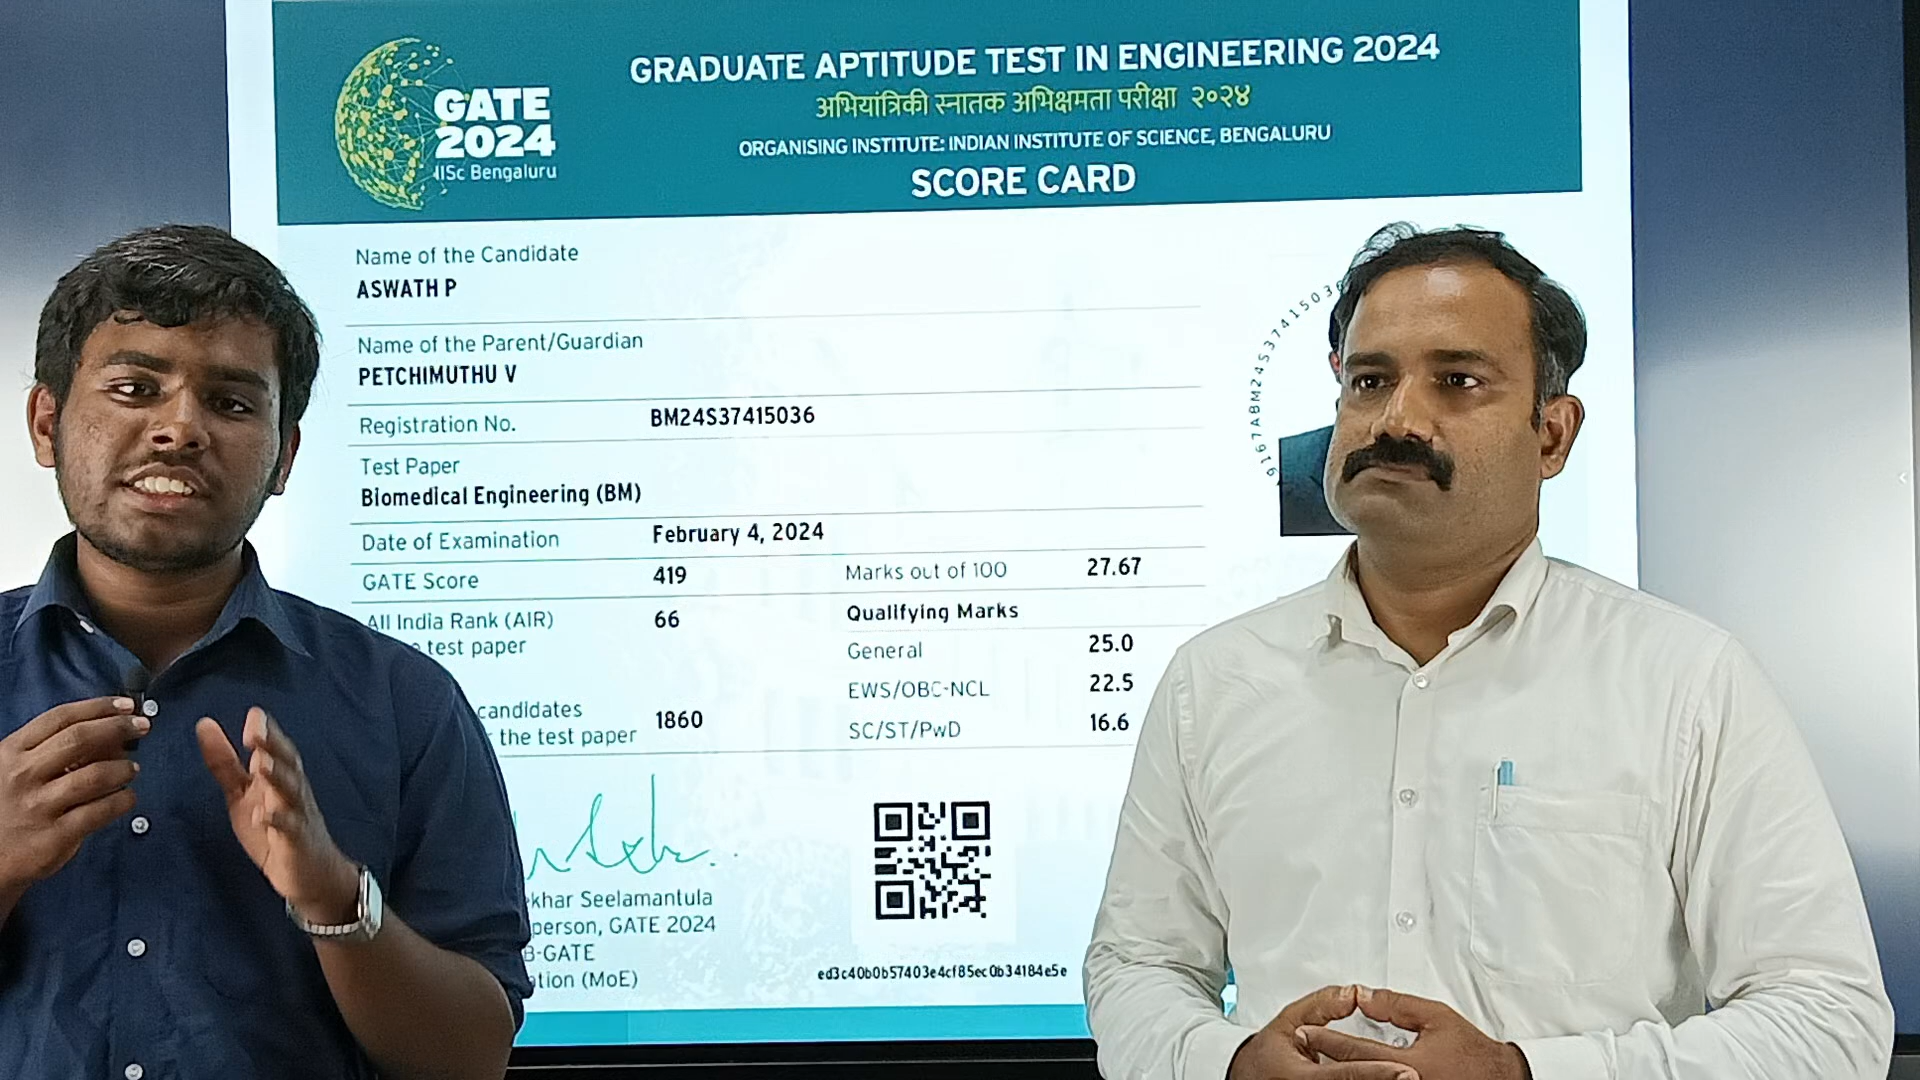 GATE
2024
IISc Bengaluru
GRADUATE APTITUDE TEST IN ENGINEERING 2024
अभियांत्रिकी स्नातक अभिक्षमता परीक्षा २०२४
ORGANISING INSTITUTE: INDIAN INSTITUTE OF SCIENCE, BENGALURU
SCORE CARD
Name of the Candidate
ASWATH P
Name of the Parent/Guardian
PETCHIMUTHU V
Registration No. BM24S37415036
Test Paper
Biomedical Engineering (BM)
Date of Examination February 4, 2024
GATE Score 419 Marks out of 100 27.67
All India Rank (AIR) 66 Qualifying Marks
test paper
General 25.0
EWS/OBC-NCL 22.5
candidates
the test paper 1860 SC/ST/PwD 16.6
Seelamantula
GATE 2024
GATE
(MoE)
ed3c40b0b57403e4cf85ec0b34184e5e
9167ABM24S37415036